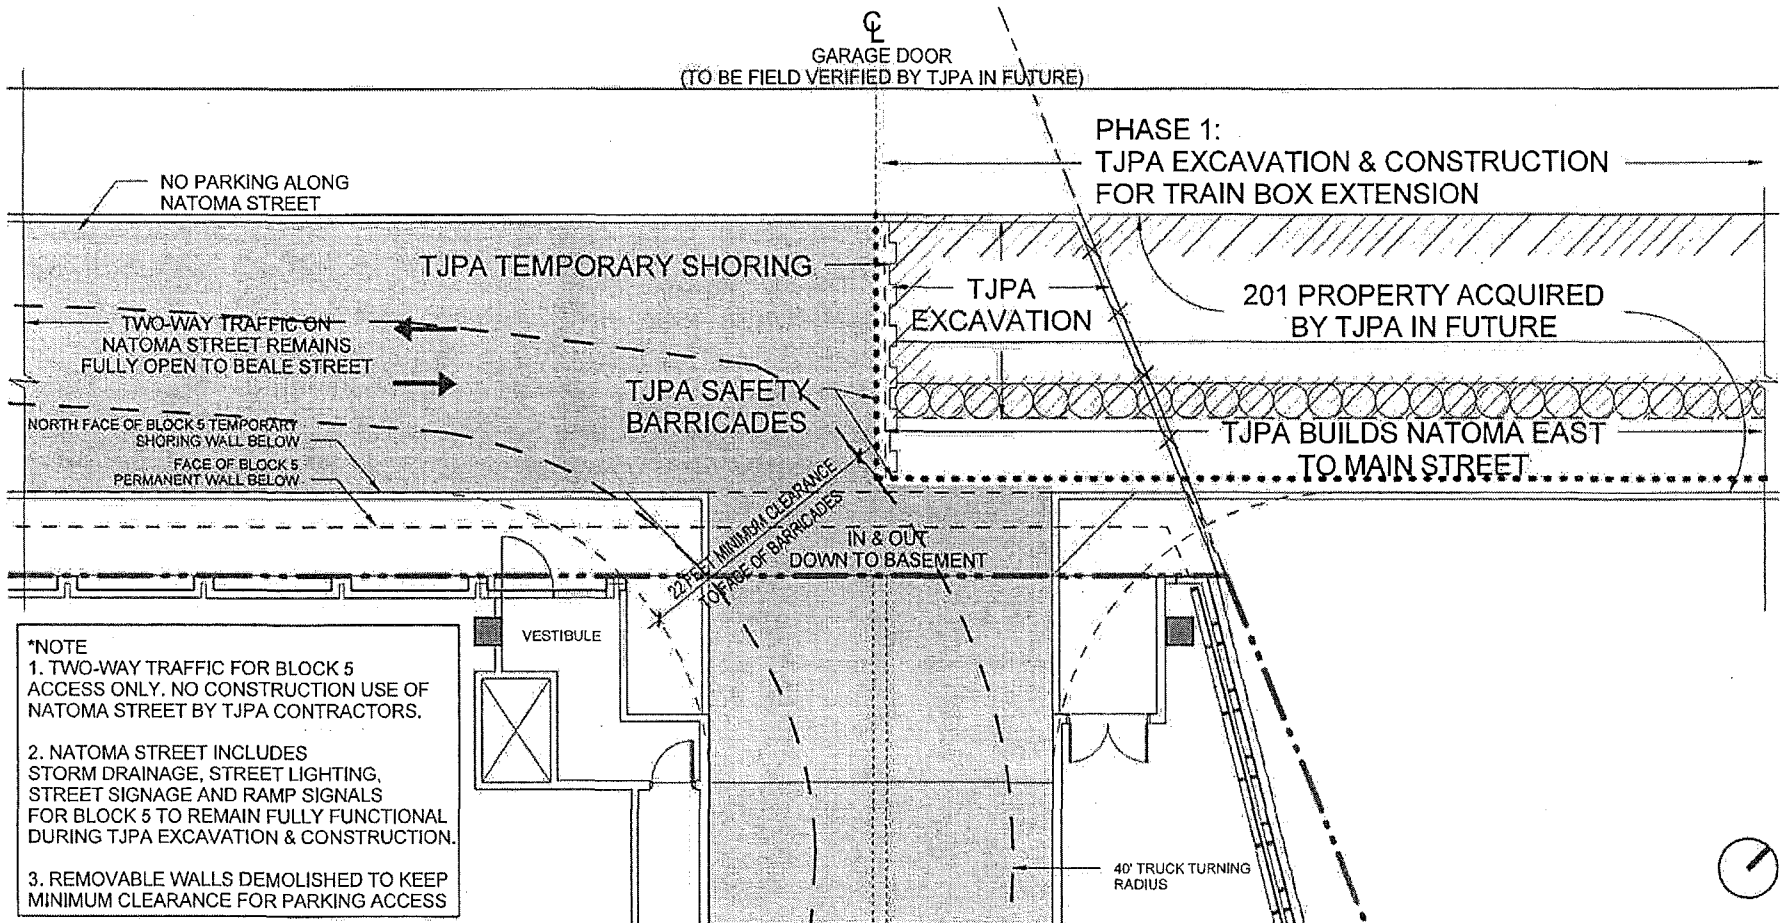 ℄
GARAGE DOOR
(TO BE FIELD VERIFIED BY TJPA IN FUTURE)
PHASE 1:
TJPA EXCAVATION & CONSTRUCTION
FOR TRAIN BOX EXTENSION
NO PARKING ALONG
NATOMA STREET
TJPA TEMPORARY SHORING
TJPA
EXCAVATION
201 PROPERTY ACQUIRED
BY TJPA IN FUTURE
TWO-WAY TRAFFIC ON
NATOMA STREET REMAINS
FULLY OPEN TO BEALE STREET
TJPA SAFETY
BARRICADES
NORTH FACE OF BLOCK 5 TEMPORARY
SHORING WALL BELOW
FACE OF BLOCK 5
PERMANENT WALL BELOW
TJPA BUILDS NATOMA EAST
TO MAIN STREET
22 FEET MINIMUM CLEARANCE
TO FACE OF BARRICADES
IN & OUT
DOWN TO BASEMENT
VESTIBULE
*NOTE
1. TWO-WAY TRAFFIC FOR BLOCK 5
ACCESS ONLY. NO CONSTRUCTION USE OF
NATOMA STREET BY TJPA CONTRACTORS.
2. NATOMA STREET INCLUDES
STORM DRAINAGE, STREET LIGHTING,
STREET SIGNAGE AND RAMP SIGNALS
FOR BLOCK 5 TO REMAIN FULLY FUNCTIONAL
DURING TJPA EXCAVATION & CONSTRUCTION.
3. REMOVABLE WALLS DEMOLISHED TO KEEP
MINIMUM CLEARANCE FOR PARKING ACCESS
40' TRUCK TURNING
RADIUS